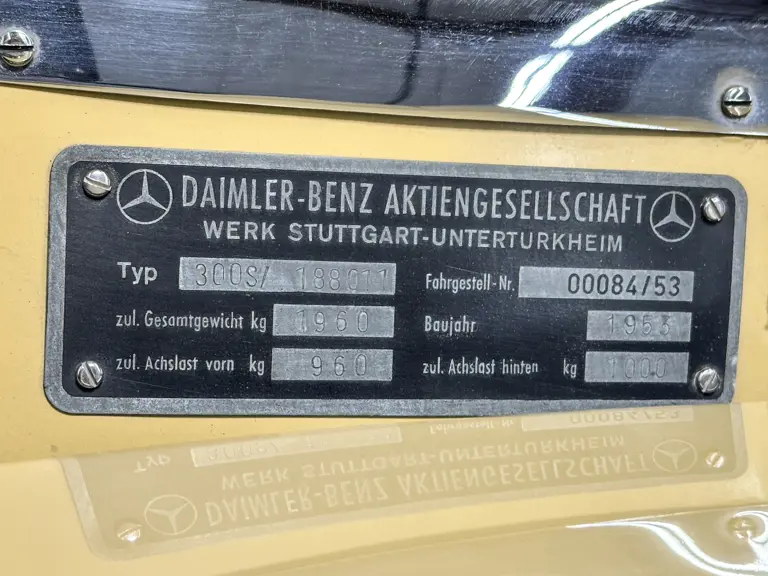 DAIMLER-BENZ AKTIENGESELLSCHAFT
WERK STUTTGART-UNTERTURKHEIM
Typ 300S/ 188011 Fahrgestell-Nr. 00084/53
zul. Gesamtgewicht kg 1960 Baujahr 1953
zul. Achslast vorn kg 960 zul. Achslast hinten kg 1000